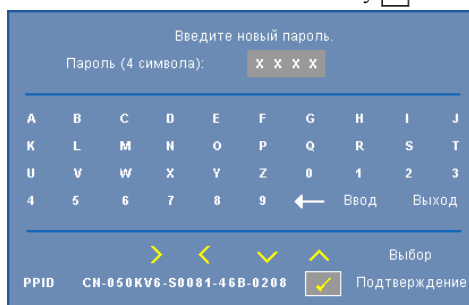 Введите новый пароль.
Пароль (4 символа): X X X X
A B C D E F G H I J
K L M N O P Q R S T
U V W X Y Z 0 1 2 3
4 5 6 7 8 9 Ввод Выход
Выбор
PPID CN-050KV6-S0081-46B-0208 Подтверждение